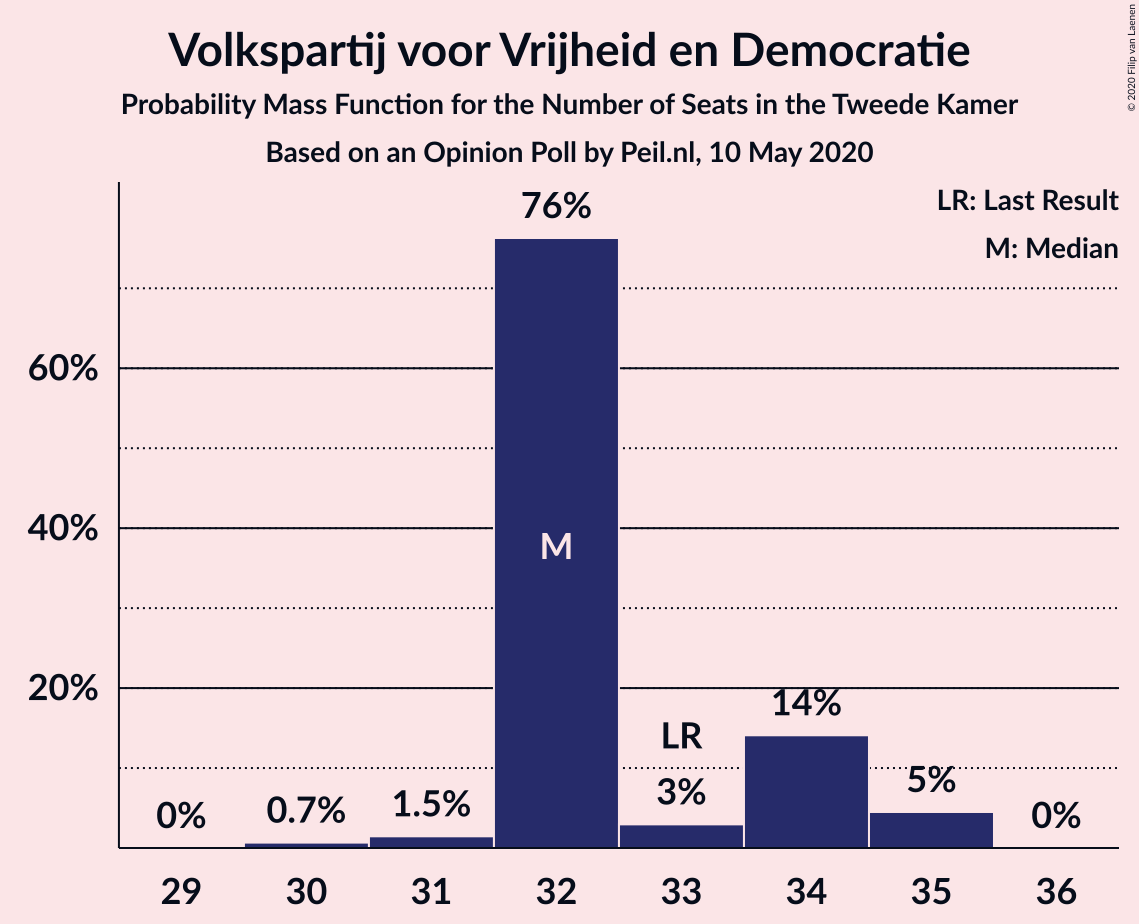 Volkspartij voor Vrijheid en Democratie
Probability Mass Function for the Number of Seats in the Tweede Kamer
Based on an Opinion Poll by Peil.nl, 10 May 2020
© 2020 Filip van Laenen
LR: Last Result
M: Median
76%
60%
40%
20%
M
LR
0%
0.7%
1.5%
3%
14%
5%
0%
29 30 31 32 33 34 35 36